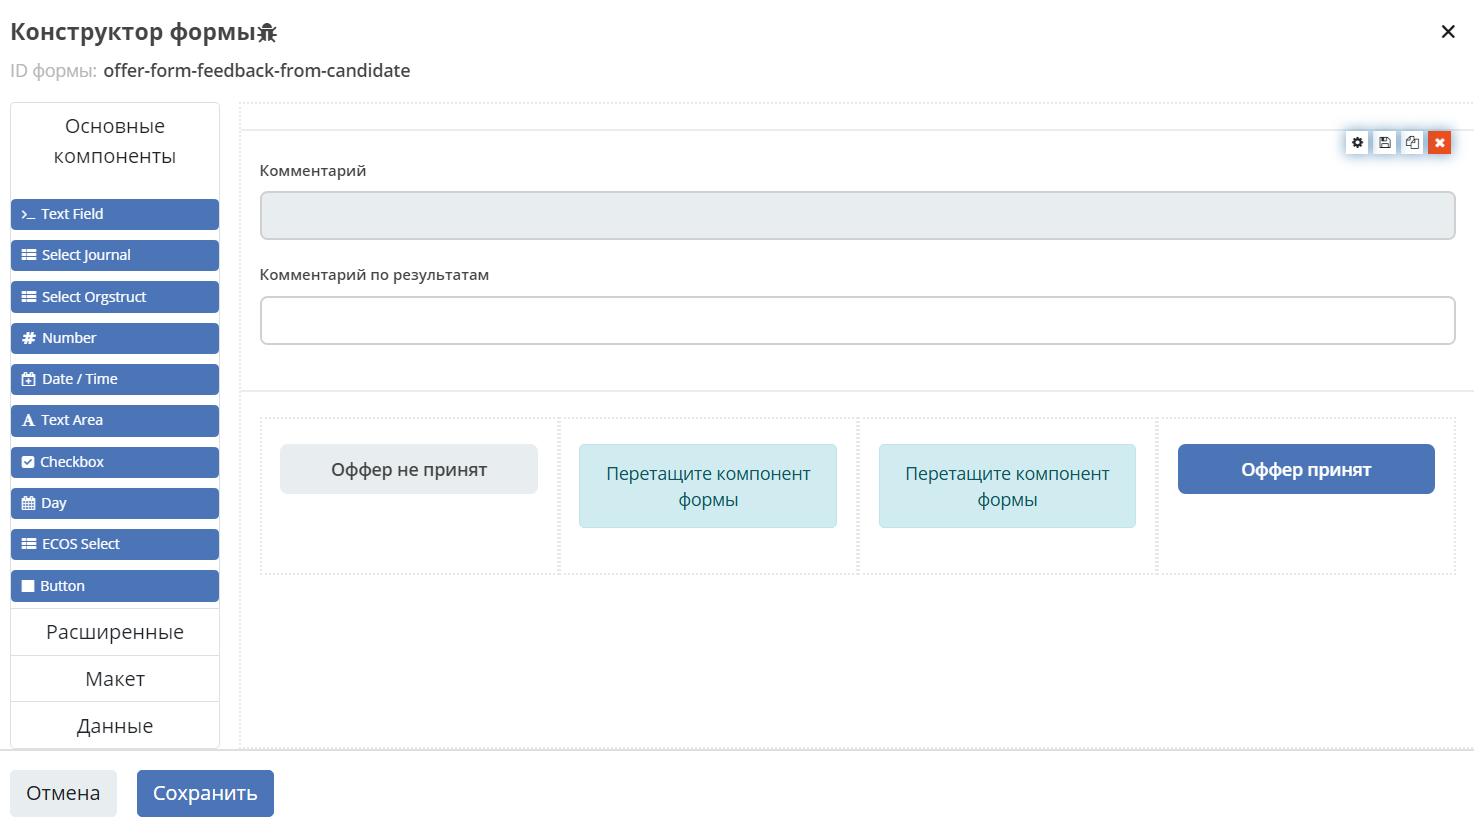 Конструктор формы
ID формы: offer-form-feedback-from-candidate
Основные
компоненты
Text Field
Select Journal
Select Orgstruct
Number
Date / Time
Text Area
Checkbox
Day
ECOS Select
Button
Расширенные
Макет
Данные
Комментарий
Комментарий по результатам
Оффер не принят
Перетащите компонент
формы
Перетащите компонент
формы
Оффер принят
Отмена
Сохранить